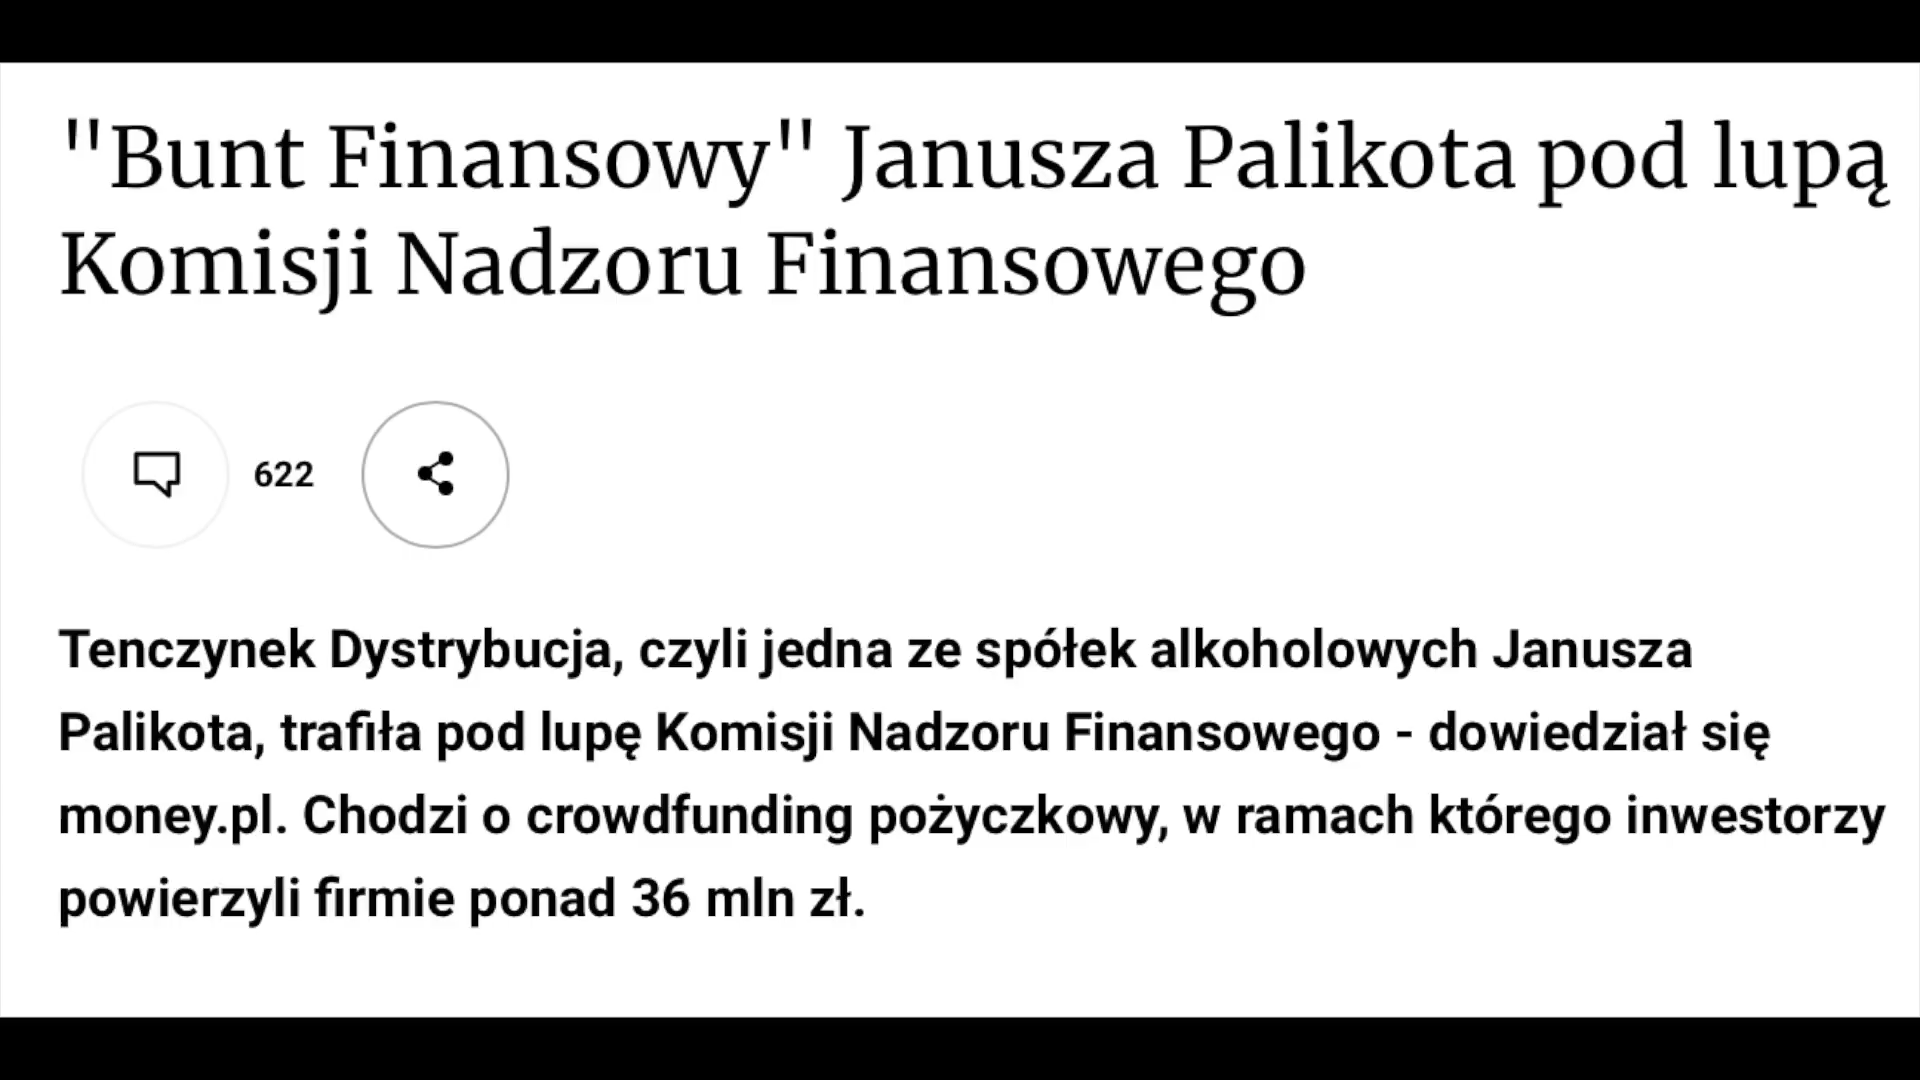 "Bunt Finansowy" Janusza Palikota pod lupą
Komisji Nadzoru Finansowego
622
Tenczynek Dystrybucja, czyli jedna ze spółek alkoholowych Janusza
Palikota, trafiła pod lupę Komisji Nadzoru Finansowego - dowiedział się
money.pl. Chodzi o crowdfunding pożyczkowy, w ramach którego inwestorzy
powierzyli firmie ponad 36 mln zł.